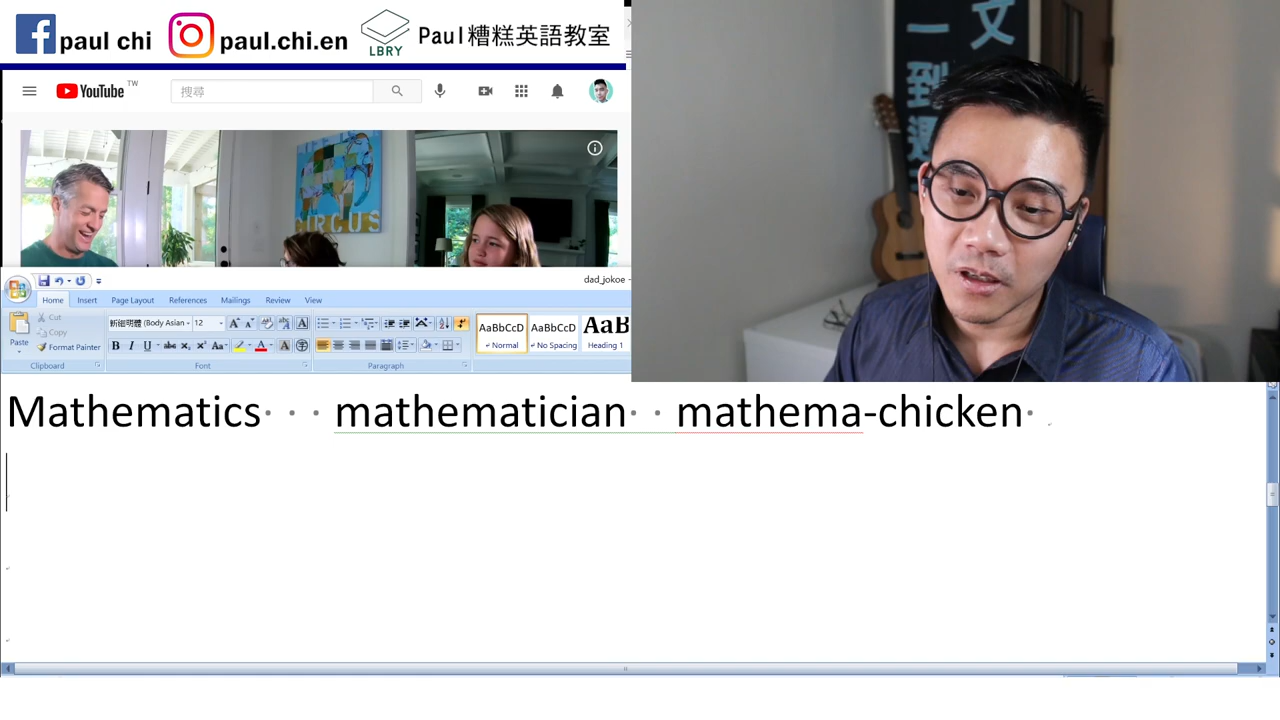 paul chi
paul.chi.en
LBRY
Paul糟糕英語教室
YouTube TW
搜尋
CIRCUS
文
一
到
dad_jokoe -
Home Insert Page Layout References Mailings Review View
Paste
Cut
Copy
Format Painter
新細明體 (Body Asian 12
AaBbCcD
AaBbCcD
AaB
Normal
No Spacing
Heading 1
Clipboard
Font
Paragraph
Mathematics mathematician mathema-chicken